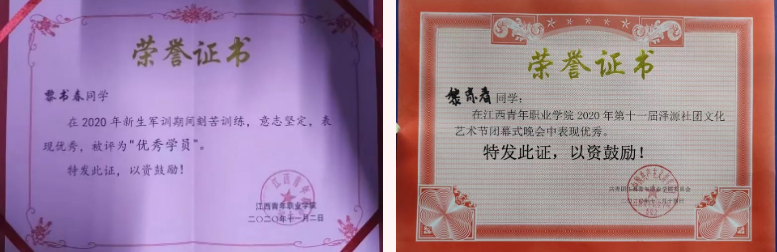 荣誉证书
黎书春同学
在2020年新生军训期间刻苦训练，意志坚定，表
现优秀，被评为"优秀学员"。
特发此证，以资鼓励！
江西青年职业学院
二〇二〇年十一月二日
荣誉证书
黎书春同学：
在江西青年职业学院2020年第十一届泽源社团文化
艺术节闭幕式晚会中表现优秀。
特发此证，以资鼓励！